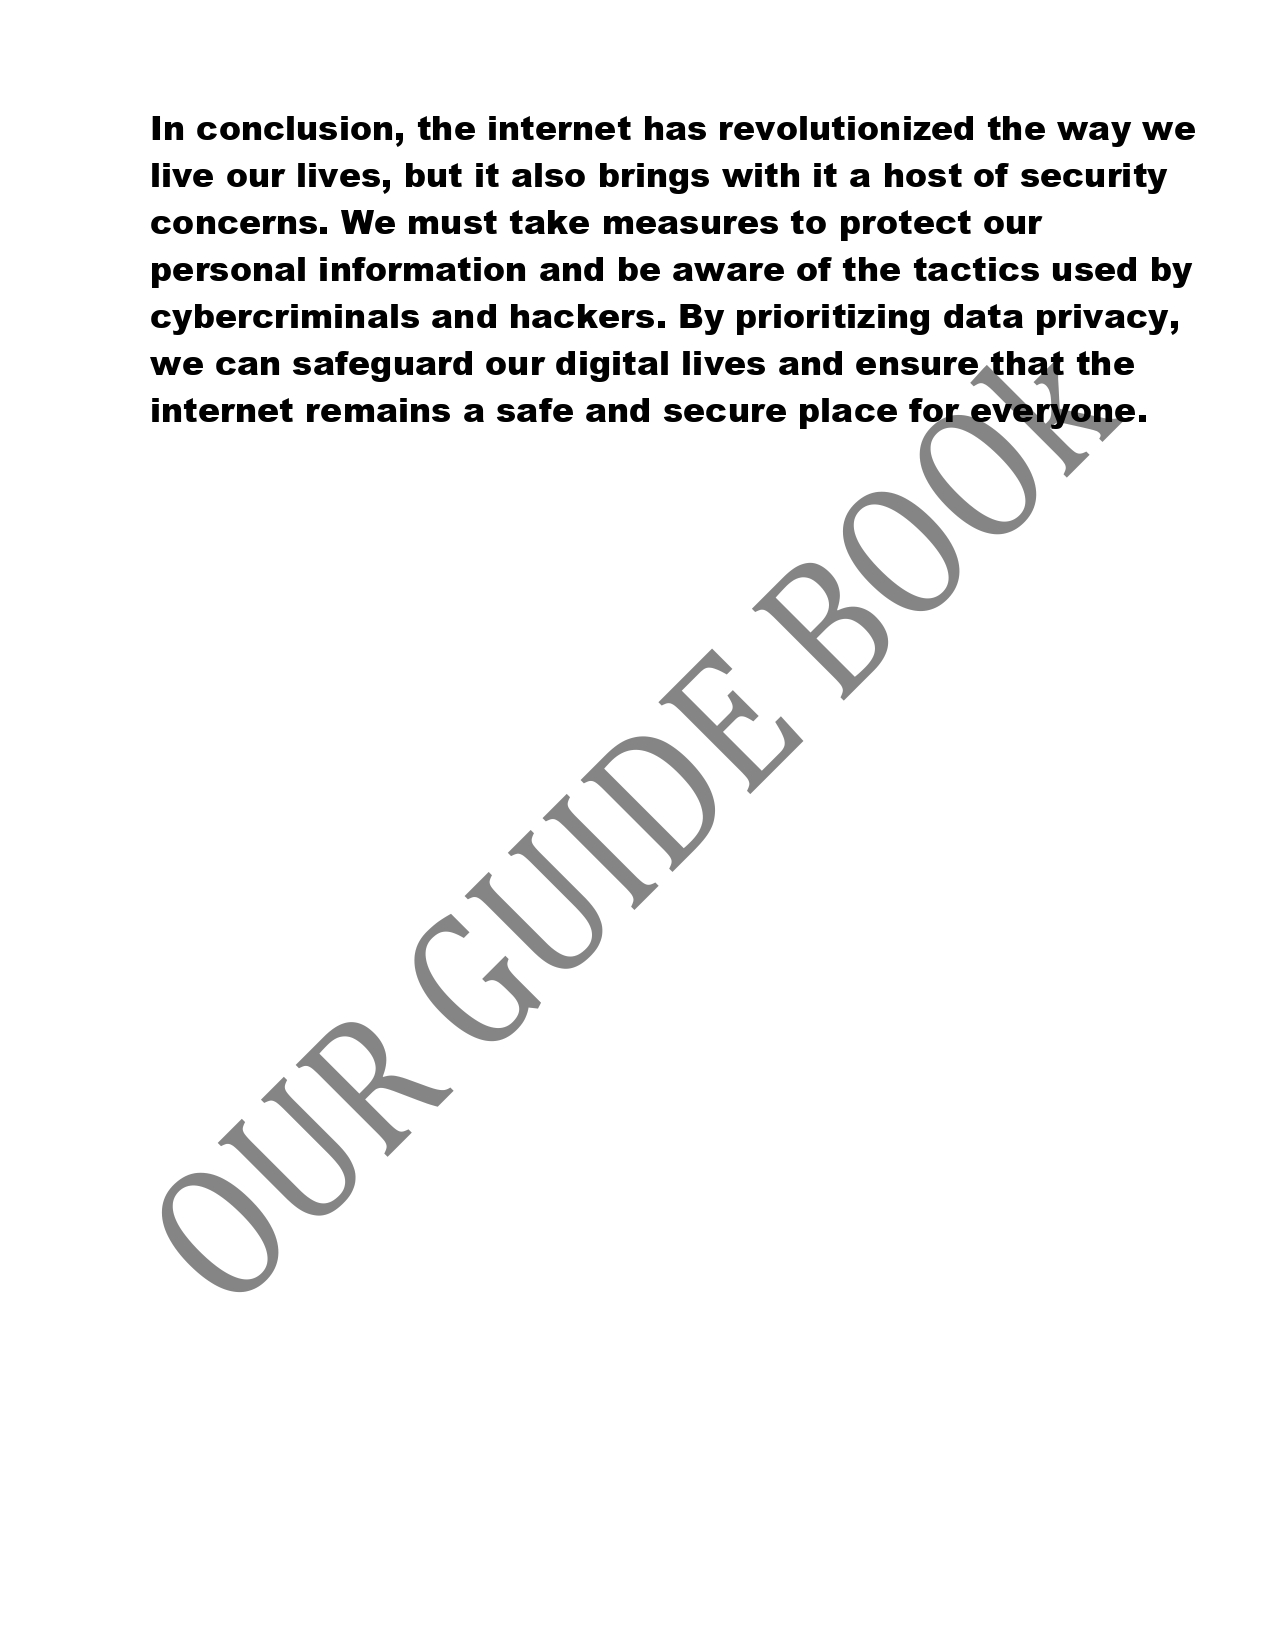 In conclusion, the internet has revolutionized the way we
live our lives, but it also brings with it a host of security
concerns. We must take measures to protect our
personal information and be aware of the tactics used by
cybercriminals and hackers. By prioritizing data privacy,
we can safeguard our digital lives and ensure that the
internet remains a safe and secure place for everyone.
OUR GUIDE BOOk